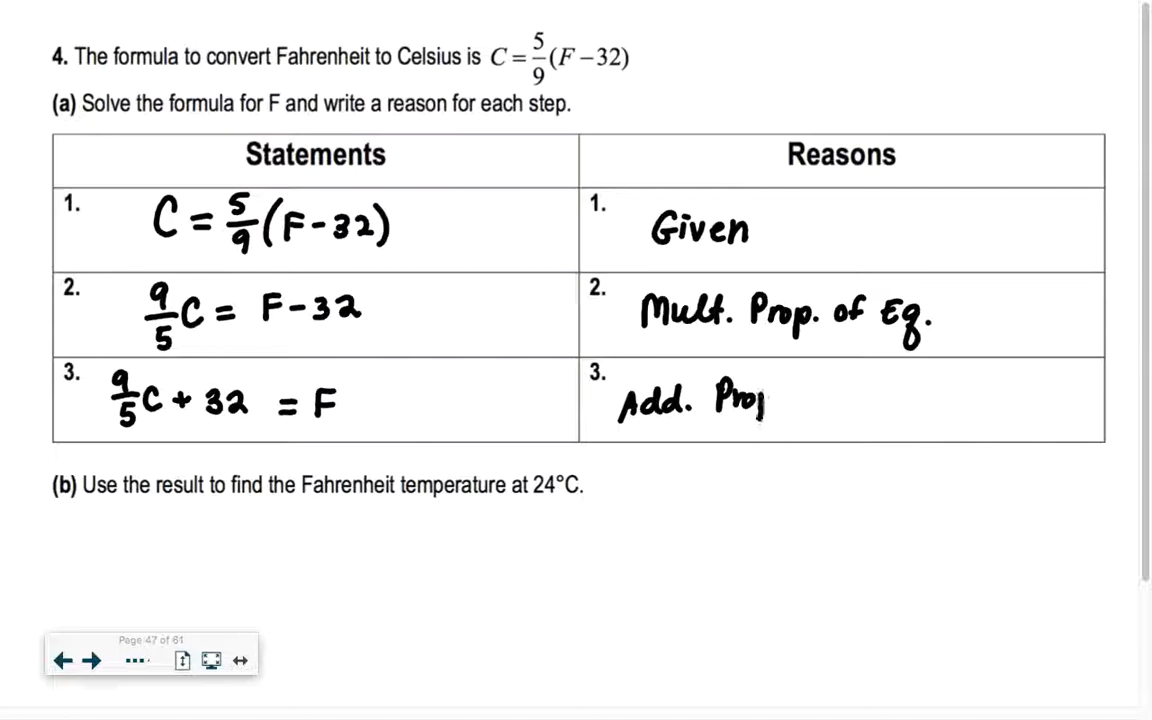 4. The formula to convert Fahrenheit to Celsius is C = 5/9 (F − 32)
(a) Solve the formula for F and write a reason for each step.
Statements Reasons
1. C = 5/9 (F - 32) 1. Given
2. 9/5 C = F - 32 2. Mult. Prop. of Eq.
3. 9/5 C + 32 = F 3. Add. Prop
(b) Use the result to find the Fahrenheit temperature at 24°C.
Page 47 of 61